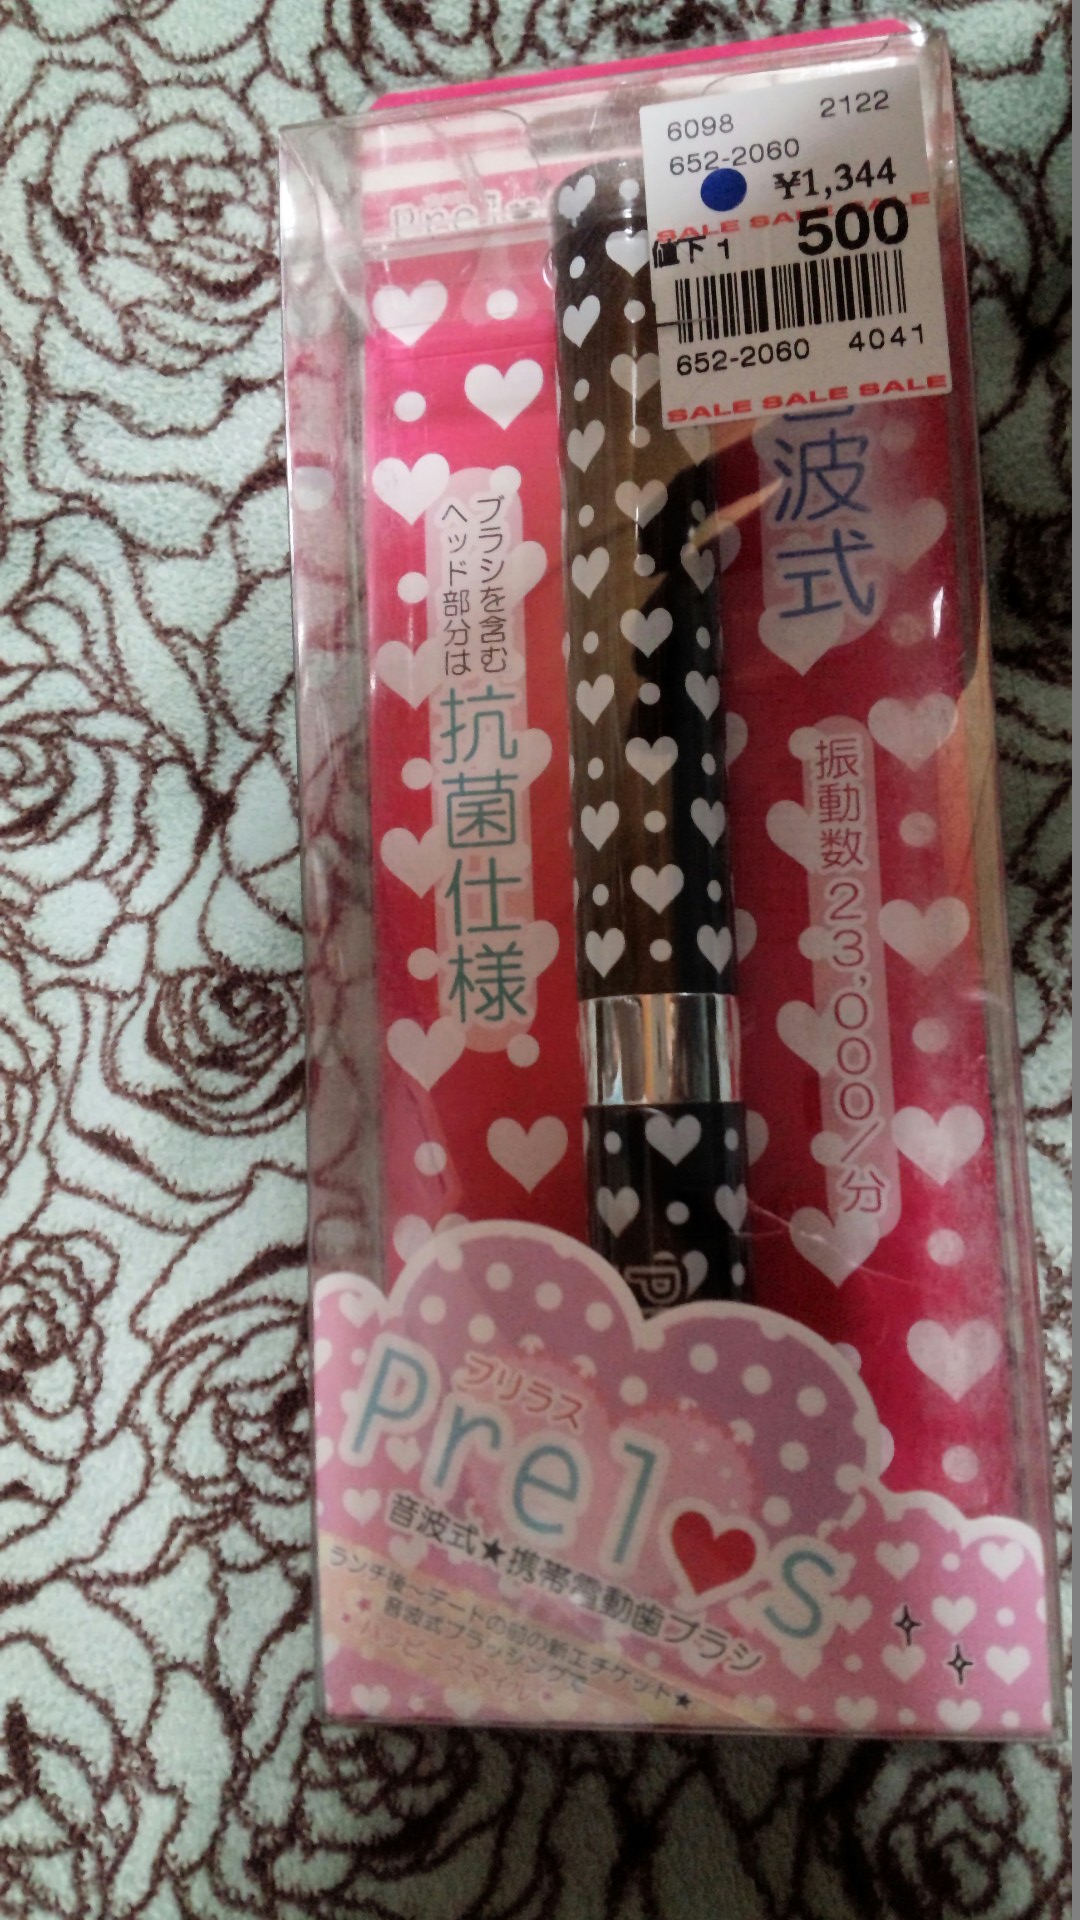 6098 2122
652-2060
¥1,344
SALE SALE SALE
値下1 500
652-2060 4041
SALE SALE SALE
Prel
波式
ブラシを含む
ヘッド部分は
抗菌仕様
振動数23,000/分
P
プリラス
Prel♥s
音波式★携帯電動歯ブラシ
ランチ後～デートの前の新エチケット★
音波式ブラッシングで
ハッピースマイル